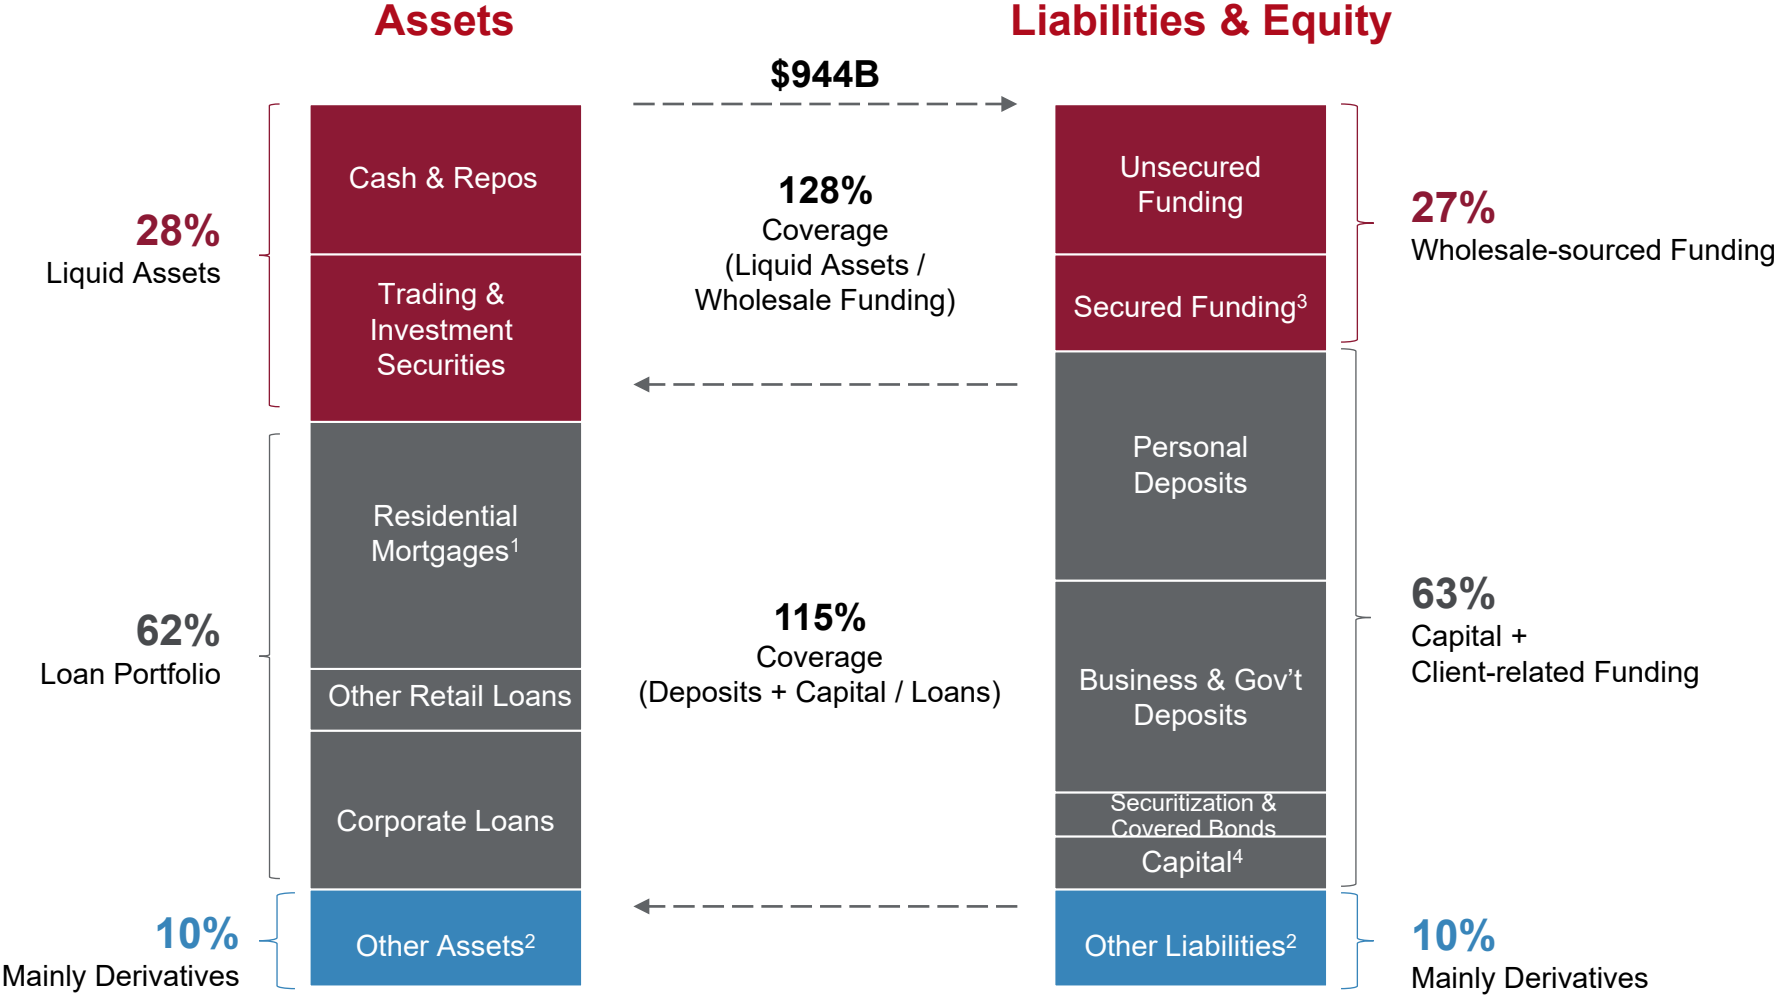 Assets
Liabilities & Equity
$944B
28%
Liquid Assets
Cash & Repos
Trading &
Investment
Securities
128%
Coverage
(Liquid Assets /
Wholesale Funding)
Unsecured
Funding
Secured Funding3
27%
Wholesale-sourced Funding
62%
Loan Portfolio
Residential
Mortgages1
Other Retail Loans
Corporate Loans
115%
Coverage
(Deposits + Capital / Loans)
Personal
Deposits
Business & Gov’t
Deposits
Securitization &
Covered Bonds
Capital4
63%
Capital +
Client-related Funding
10%
Mainly Derivatives
Other Assets2
Other Liabilities2
10%
Mainly Derivatives